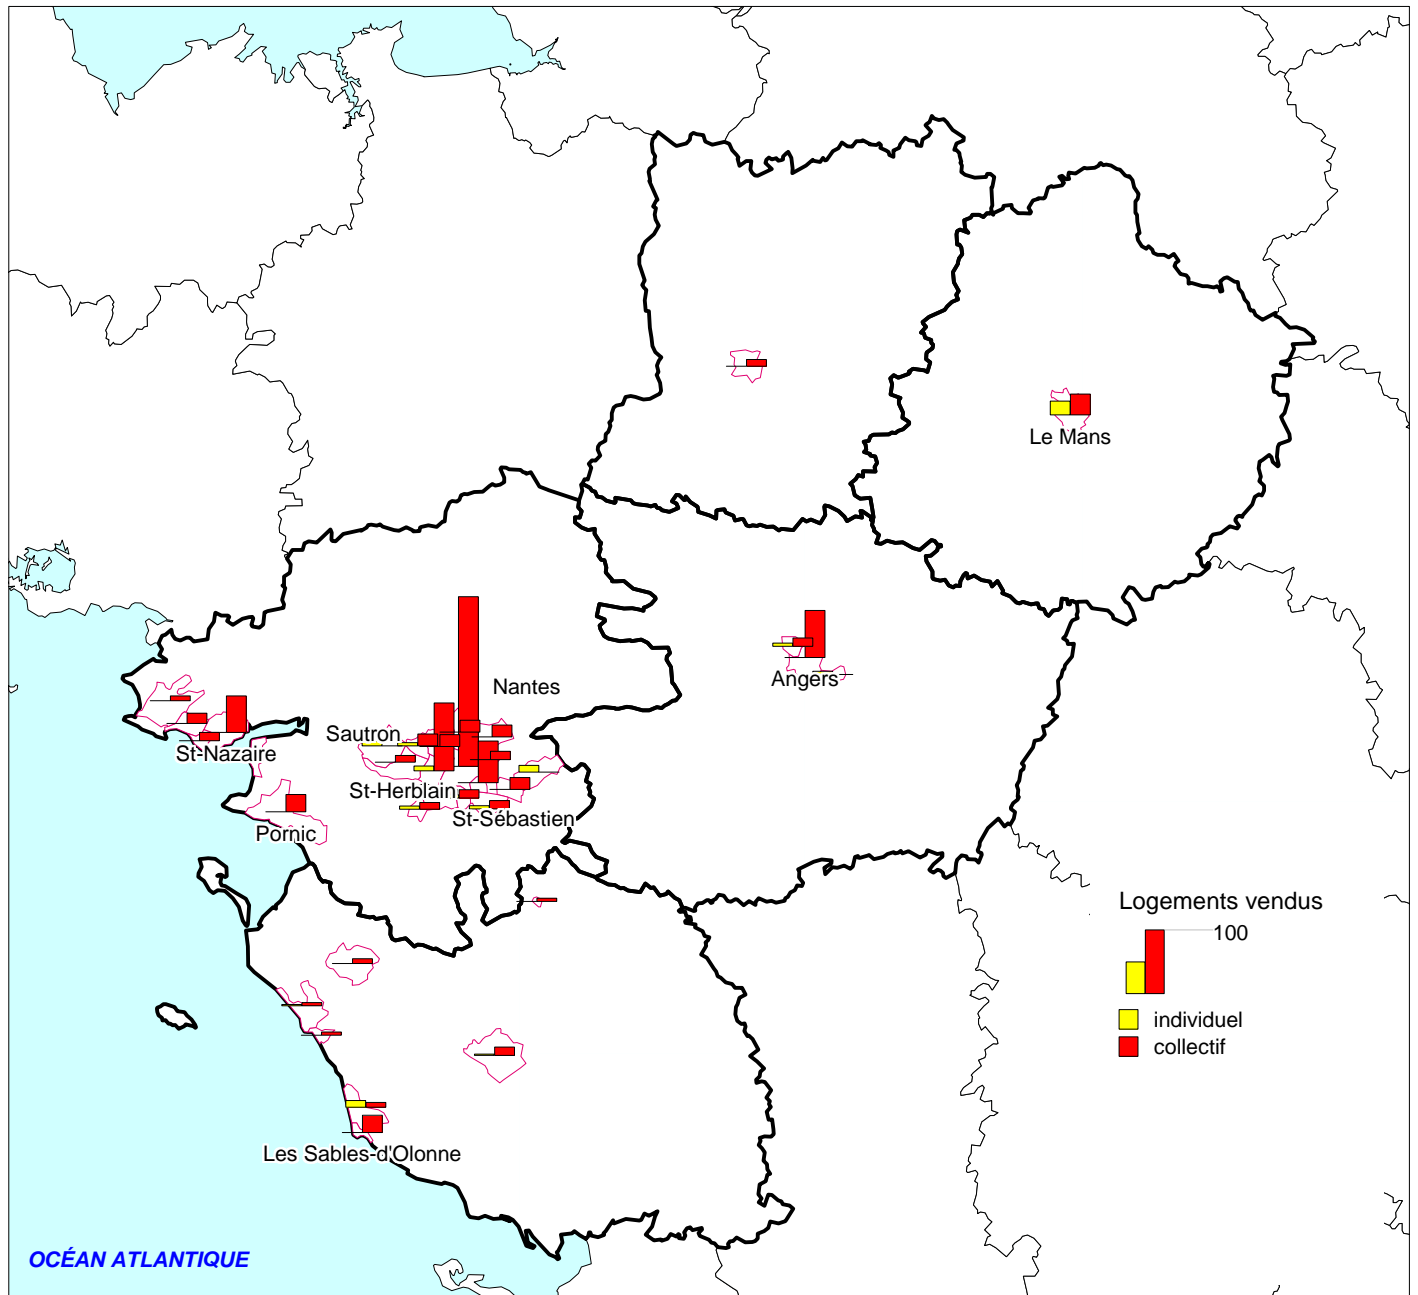 Le Mans
Nantes
Angers
Sautron
St-Nazaire
St-Herblain
St-Sébastien
Pornic
Logements vendus
100
individuel
collectif
Les Sables-d'Olonne
OCÉAN ATLANTIQUE